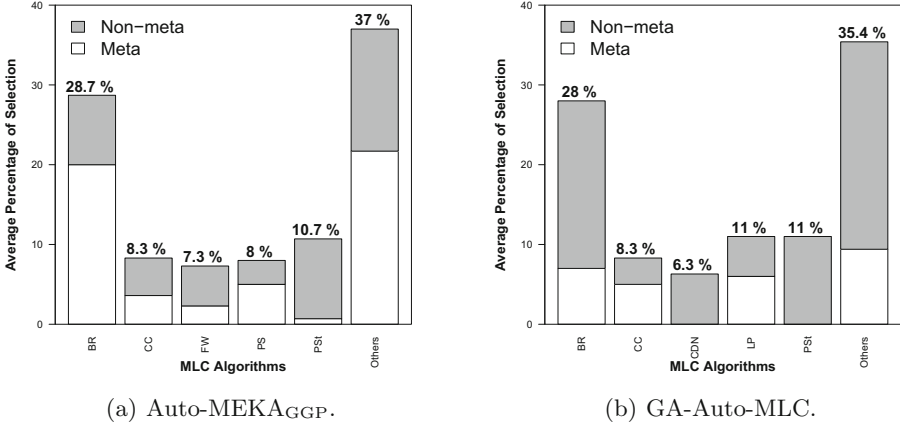 Average Percentage of Selection
40
30
20
10
0
Non-meta
Meta
28.7 %
8.3 %
7.3 %
8 %
10.7 %
37 %
BR
CC
FW
PS
PSt
Others
MLC Algorithms
(a) Auto-MEKAGGP.
Average Percentage of Selection
40
30
20
10
0
Non-meta
Meta
28 %
8.3 %
6.3 %
11 %
11 %
35.4 %
BR
CC
CDN
LP
PSt
Others
MLC Algorithms
(b) GA-Auto-MLC.